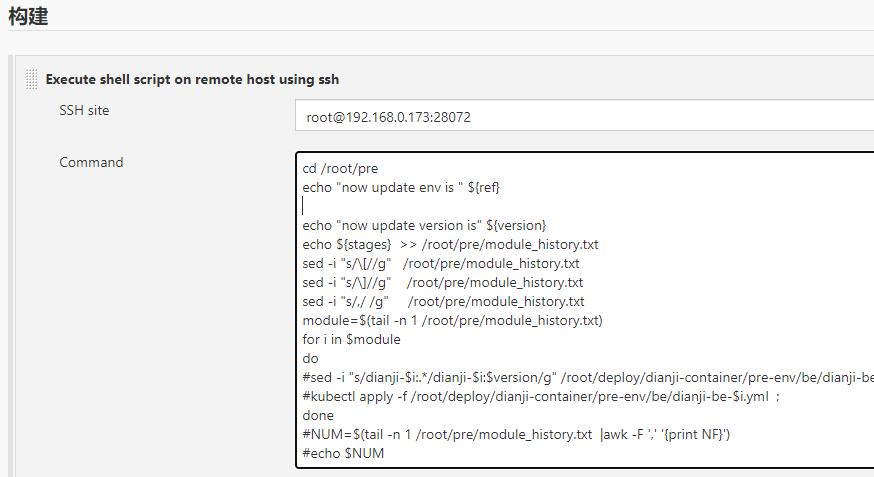 构建
Execute shell script on remote host using ssh
SSH site
root@192.168.0.173:28072
Command
cd /root/pre
echo "now update env is " ${ref}
echo "now update version is" ${version}
echo ${stages}  >> /root/pre/module_history.txt
sed -i "s/\[//g"   /root/pre/module_history.txt
sed -i "s/\]//g"    /root/pre/module_history.txt
sed -i "s/,/ /g"     /root/pre/module_history.txt
module=$(tail -n 1 /root/pre/module_history.txt)
for i in $module
do
#sed -i "s/dianji-$i:.*/dianji-$i:$version/g" /root/deploy/dianji-container/pre-env/be/dianji-be
#kubectl apply -f /root/deploy/dianji-container/pre-env/be/dianji-be-$i.yml  ;
done
#NUM=$(tail -n 1 /root/pre/module_history.txt  |awk -F ',' '{print NF}')
#echo $NUM